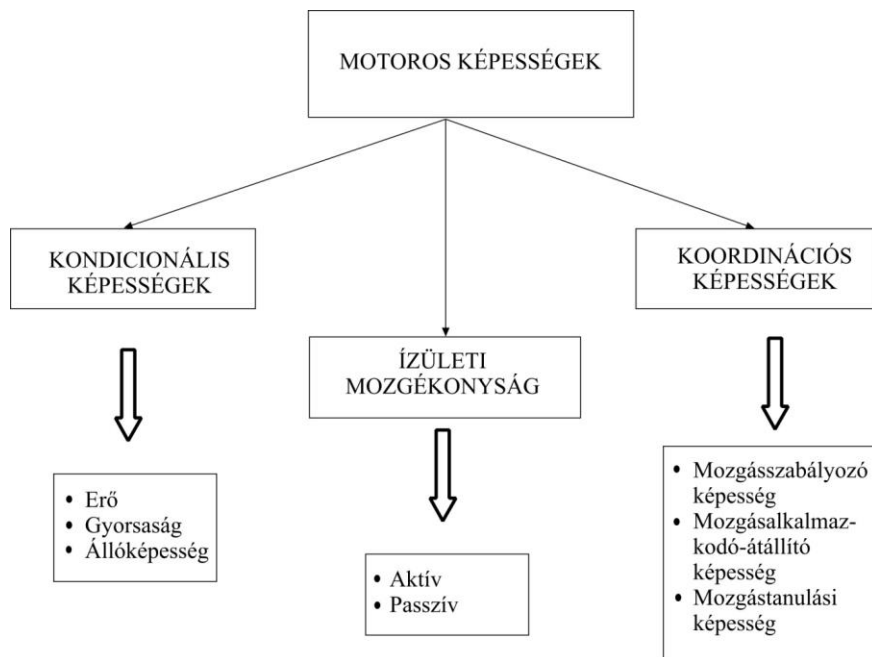 MOTOROS KÉPESSÉGEK
KONDICIONÁLIS
KÉPESSÉGEK
ÍZÜLETI
MOZGÉKONYSÁG
KOORDINÁCIÓS
KÉPESSÉGEK
• Erő
• Gyorsaság
• Állóképesség
• Aktív
• Passzív
• Mozgásszabályozó
képesség
• Mozgásalkalmaz-
kodó-átállító
képesség
• Mozgástanulási
képesség